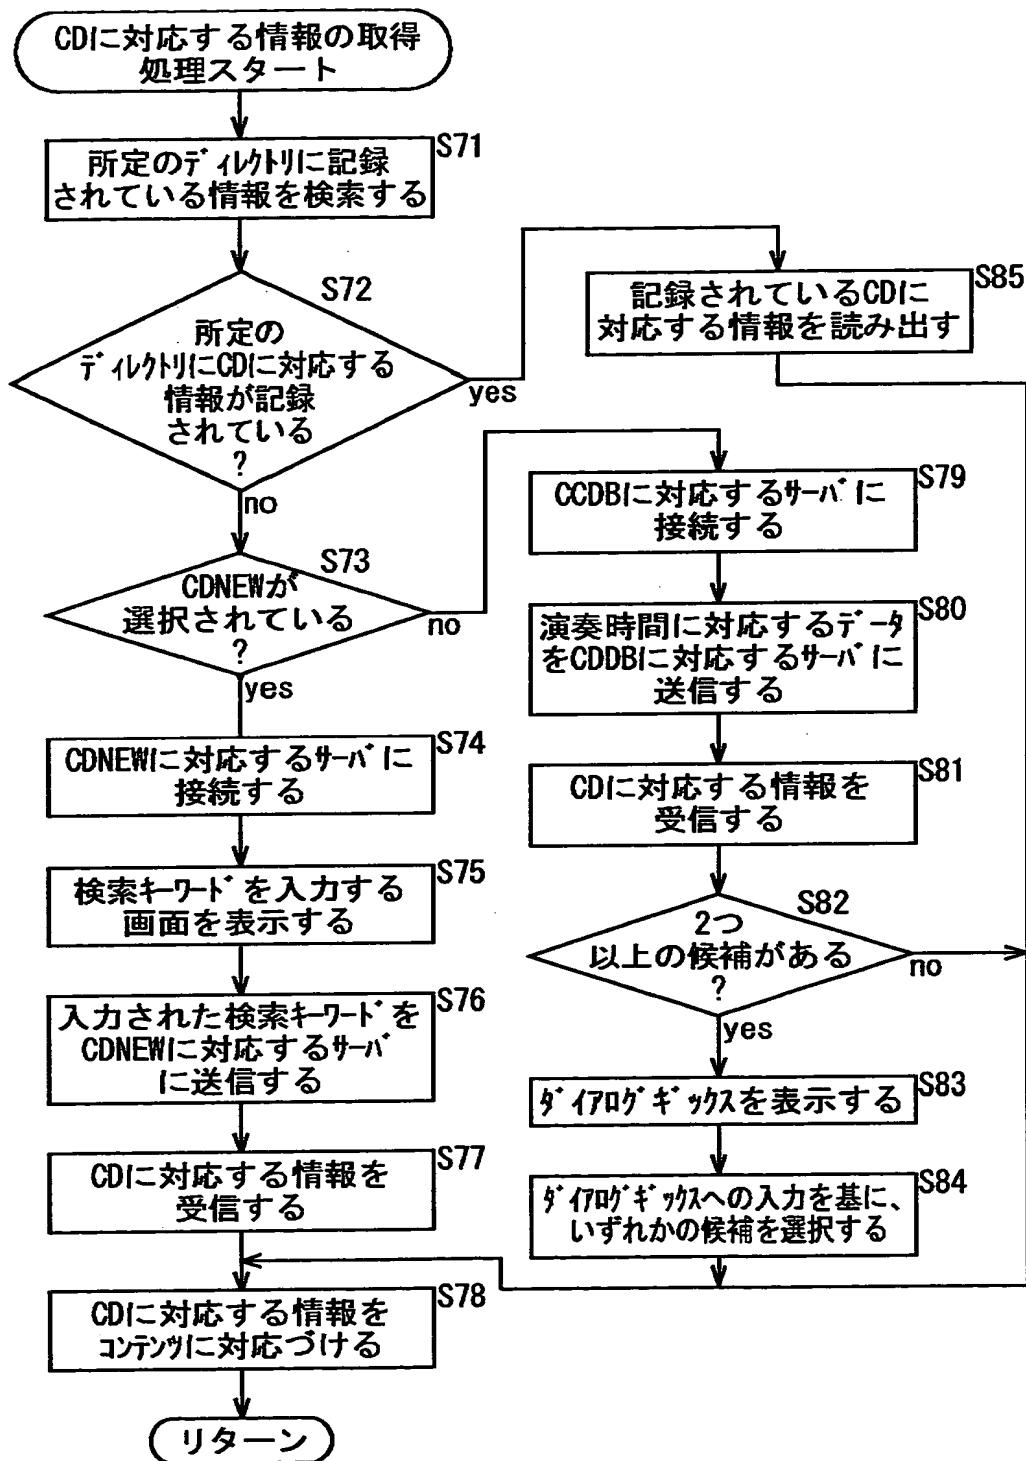 CDに対応する情報の取得
処理スタート
S71
所定のディレクトリに記録
されている情報を検索する
S72
所定の
ディレクトリにCDに対応する
情報が記録
されている
?
yes
no
S85
記録されているCDに
対応する情報を読み出す
S73
CDNEWが
選択されている
?
no
yes
S74
CDNEWに対応するサーバに
接続する
S75
検索キーワードを入力する
画面を表示する
S76
入力された検索キーワードを
CDNEWに対応するサーバ
に送信する
S77
CDに対応する情報を
受信する
S78
CDに対応する情報を
コンテンツに対応づける
リターン
S79
CCDBに対応するサーバに
接続する
S80
演奏時間に対応するデータ
をCDDBに対応するサーバに
送信する
S81
CDに対応する情報を
受信する
S82
2つ
以上の候補がある
?
no
yes
S83
ダイアログギックスを表示する
S84
ダイアログギックスへの入力を基に、
いずれかの候補を選択する